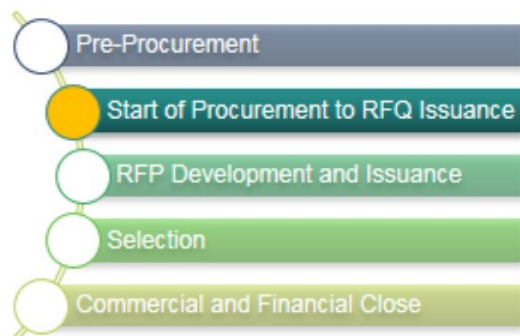 Pre-Procurement
Start of Procurement to RFQ Issuance
RFP Development and Issuance
Selection
Commercial and Financial Close